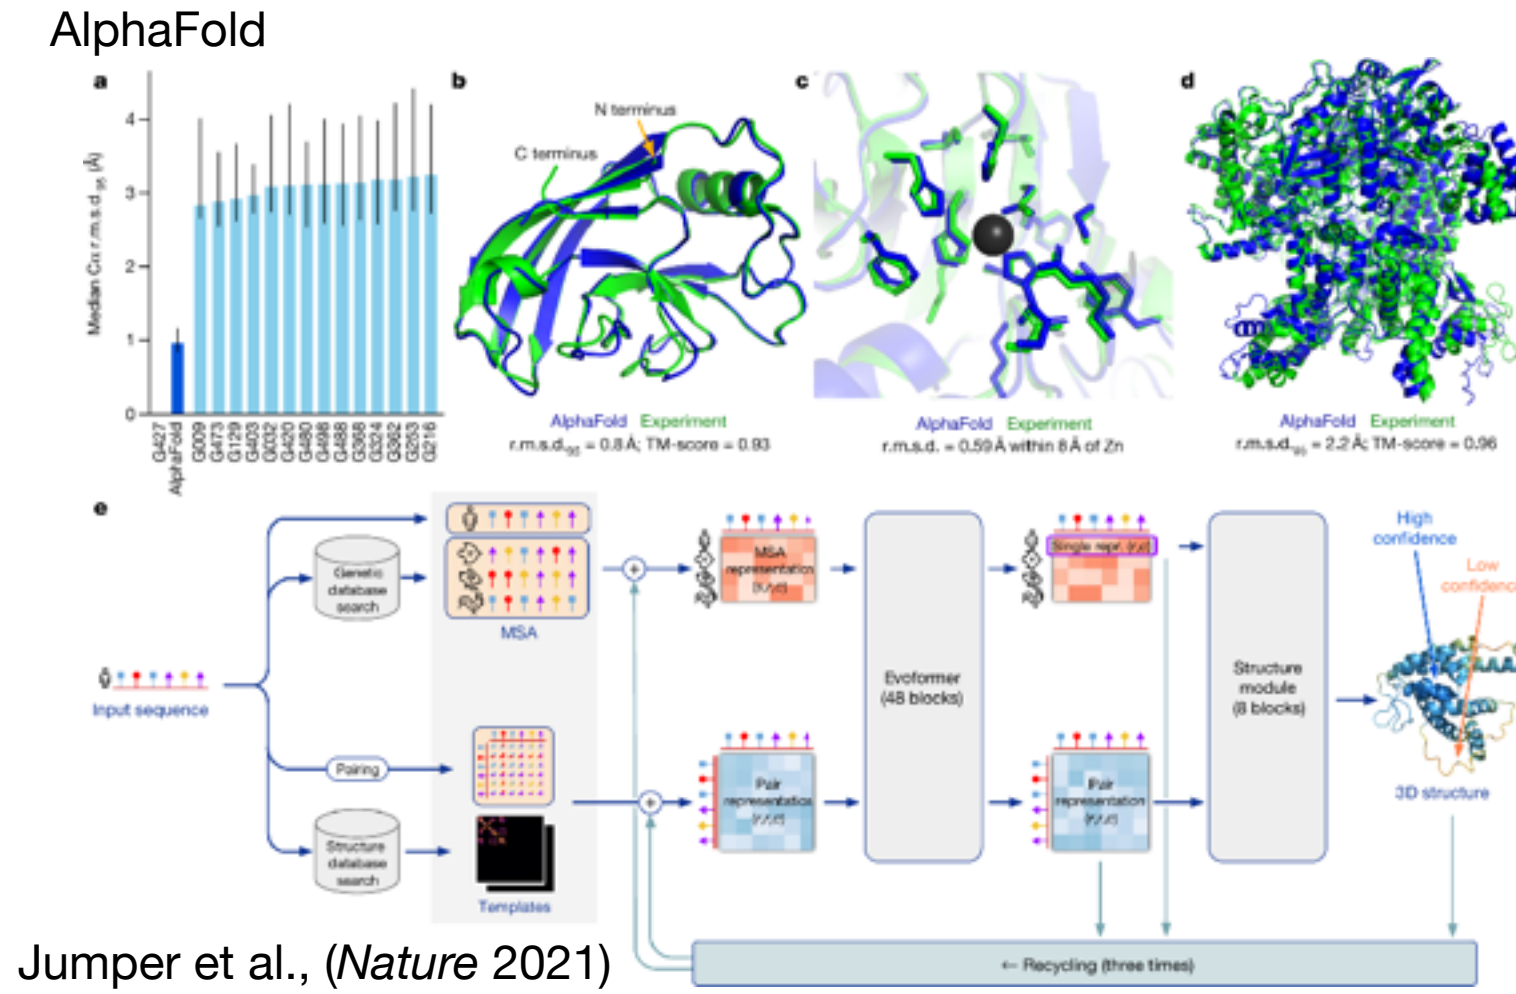 AlphaFold
a
Median Cα r.m.s.d.95 (Å)
4
3
2
1
0
G427
AlphaFold
G009
G473
G129
G403
G032
G420
G480
G498
G488
G368
G324
G362
G253
G216
b
N terminus
C terminus
AlphaFold Experiment
r.m.s.d.95 = 0.8 Å; TM-score = 0.93
c
AlphaFold Experiment
r.m.s.d. = 0.59 Å within 8 Å of Zn
d
AlphaFold Experiment
r.m.s.d.95 = 2.2 Å; TM-score = 0.96
e
Input sequence
Genetic
database
search
MSA
Pairing
Structure
database
search
Templates
+
+
MSA
representation
(s,r,c)
Pair
representation
(r,r,c)
Evoformer
(48 blocks)
Single repr. (r,c)
Pair
representation
(r,r,c)
Structure
module
(8 blocks)
High
confidence
Low
confidenc
3D structure
← Recycling (three times)
Jumper et al., (Nature 2021)